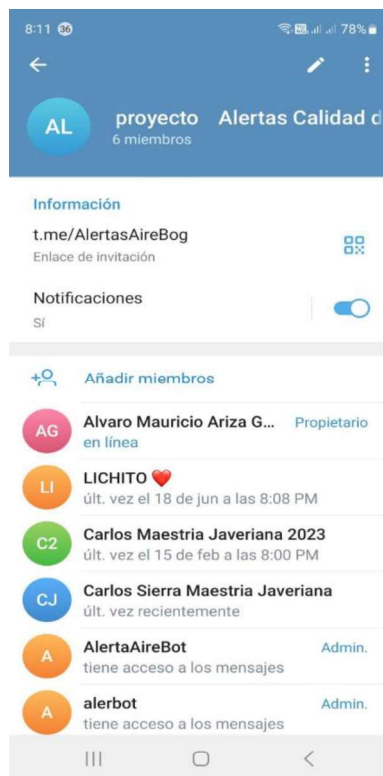 8:11 36 78%
AL
proyecto Alertas Calidad d
6 miembros
Información
t.me/AlertasAireBog
Enlace de invitación
Notificaciones
Sí
Añadir miembros
AG
Alvaro Mauricio Ariza G... Propietario
en línea
LI
LICHITO ❤️
últ. vez el 18 de jun a las 8:08 PM
C2
Carlos Maestria Javeriana 2023
últ. vez el 15 de feb a las 8:00 PM
CJ
Carlos Sierra Maestria Javeriana
últ. vez recientemente
A
AlertaAireBot Admin.
tiene acceso a los mensajes
A
alerbot Admin.
tiene acceso a los mensajes